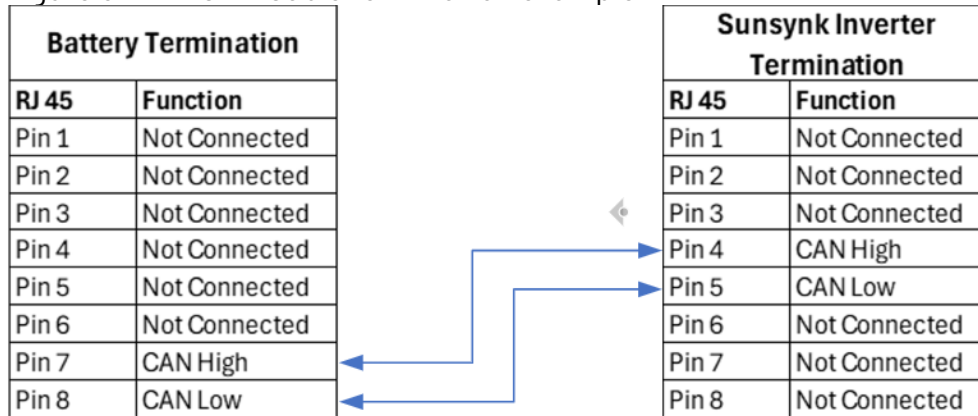 Battery Termination
RJ 45 Function
Pin 1 Not Connected
Pin 2 Not Connected
Pin 3 Not Connected
Pin 4 Not Connected
Pin 5 Not Connected
Pin 6 Not Connected
Pin 7 CAN High
Pin 8 CAN Low
Sunsynk Inverter
Termination
RJ 45 Function
Pin 1 Not Connected
Pin 2 Not Connected
Pin 3 Not Connected
Pin 4 CAN High
Pin 5 CAN Low
Pin 6 Not Connected
Pin 7 Not Connected
Pin 8 Not Connected